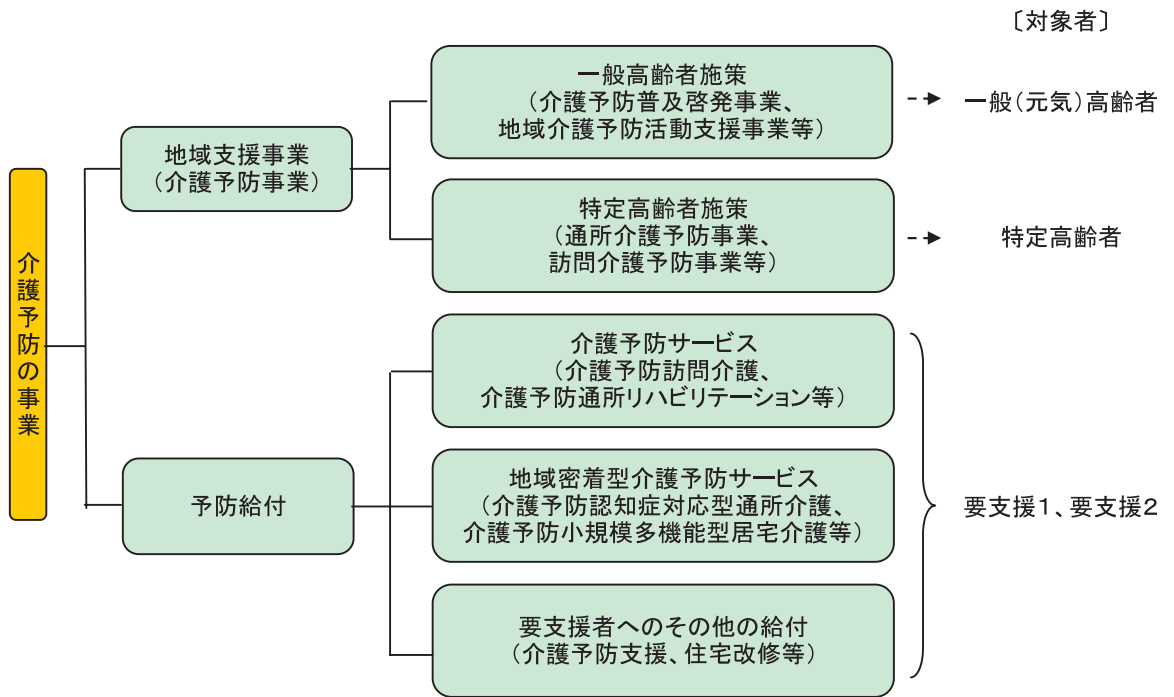 〔対象者〕
介護予防の事業
地域支援事業
（介護予防事業）
一般高齢者施策
（介護予防普及啓発事業、
地域介護予防活動支援事業等）
一般（元気）高齢者
特定高齢者施策
（通所介護予防事業、
訪問介護予防事業等）
特定高齢者
予防給付
介護予防サービス
（介護予防訪問介護、
介護予防通所リハビリテーション等）
地域密着型介護予防サービス
（介護予防認知症対応型通所介護、
介護予防小規模多機能型居宅介護等）
要支援者へのその他の給付
（介護予防支援、住宅改修等）
要支援１、要支援２